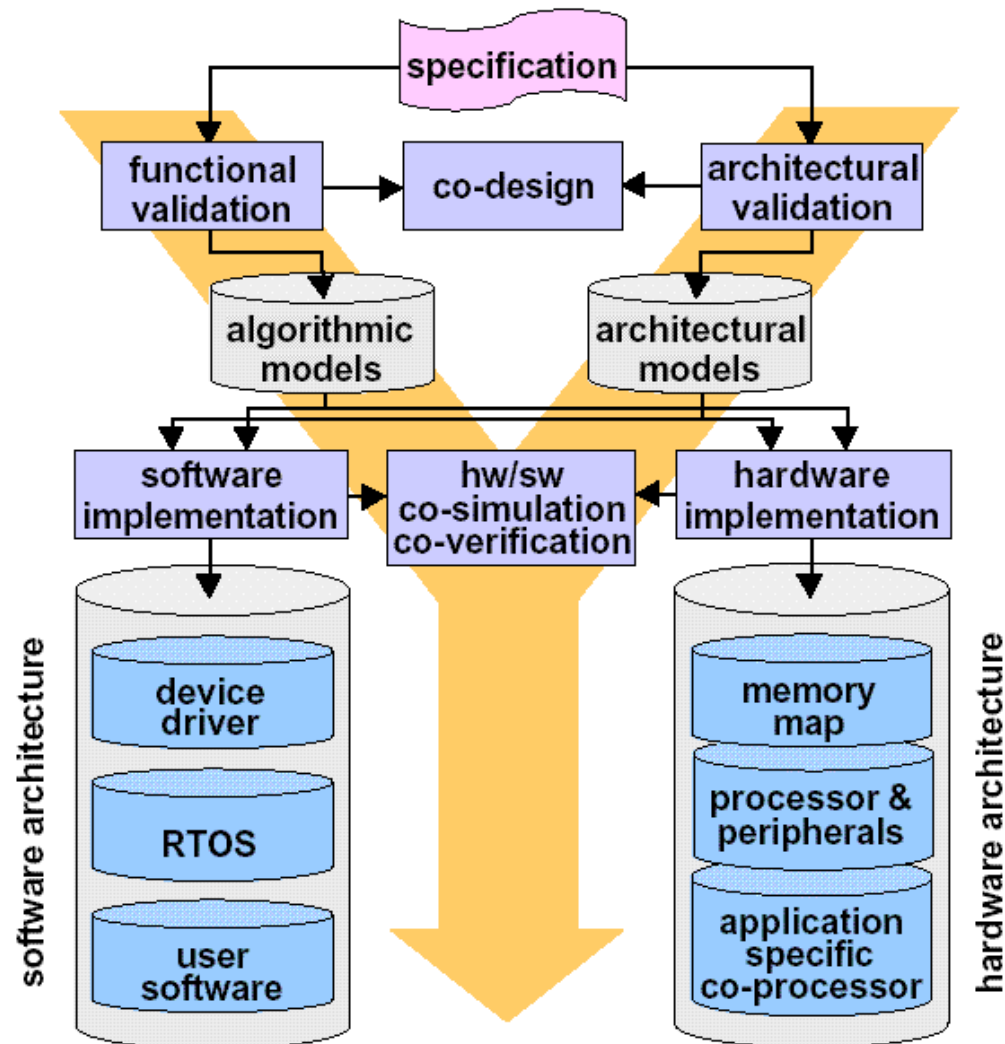 specification
functional
validation
co-design
architectural
validation
algorithmic
models
architectural
models
software
implementation
hw/sw
co-simulation
co-verification
hardware
implementation
software architecture
device
driver
RTOS
user
software
memory
map
processor &
peripherals
application
specific
co-processor
hardware architecture